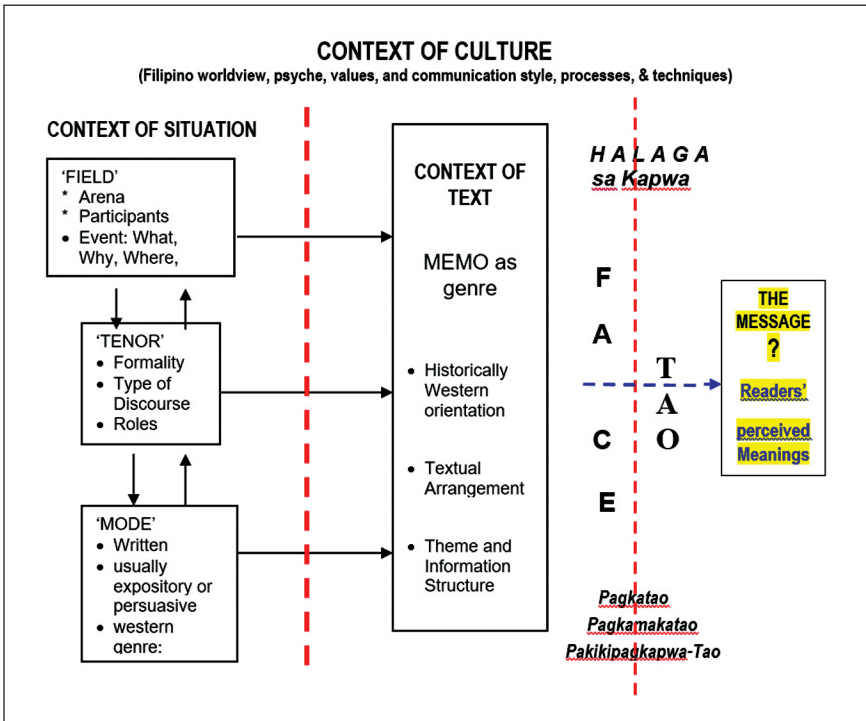 CONTEXT OF CULTURE
(Filipino worldview, psyche, values, and communication style, processes, & techniques)
CONTEXT OF SITUATION
‘FIELD’
* Arena
* Participants
• Event: What,
Why, Where,
‘TENOR’
• Formality
• Type of
Discourse
• Roles
‘MODE’
• Written
• usually
expository or
persuasive
• western
genre:
CONTEXT OF
TEXT
MEMO as
genre
• Historically
Western
orientation
• Textual
Arrangement
• Theme and
Information
Structure
H A L A G A
sa Kapwa
F
A
C
E
T
A
O
Pagkatao
Pagkamakatao
Pakikipagkapwa-Tao
THE
MESSAGE
?
Readers’
perceived
Meanings